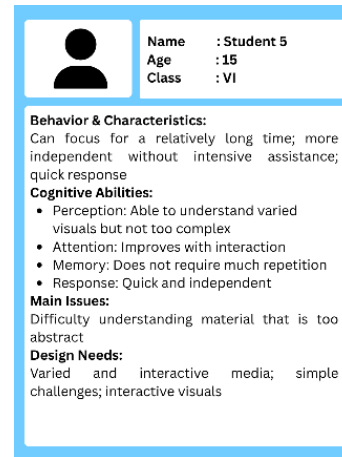 Name : Student 5
Age : 15
Class : VI
Behavior & Characteristics:
Can focus for a relatively long time; more
independent without intensive assistance;
quick response
Cognitive Abilities:
• Perception: Able to understand varied
visuals but not too complex
• Attention: Improves with interaction
• Memory: Does not require much repetition
• Response: Quick and independent
Main Issues:
Difficulty understanding material that is too
abstract
Design Needs:
Varied and interactive media; simple
challenges; interactive visuals